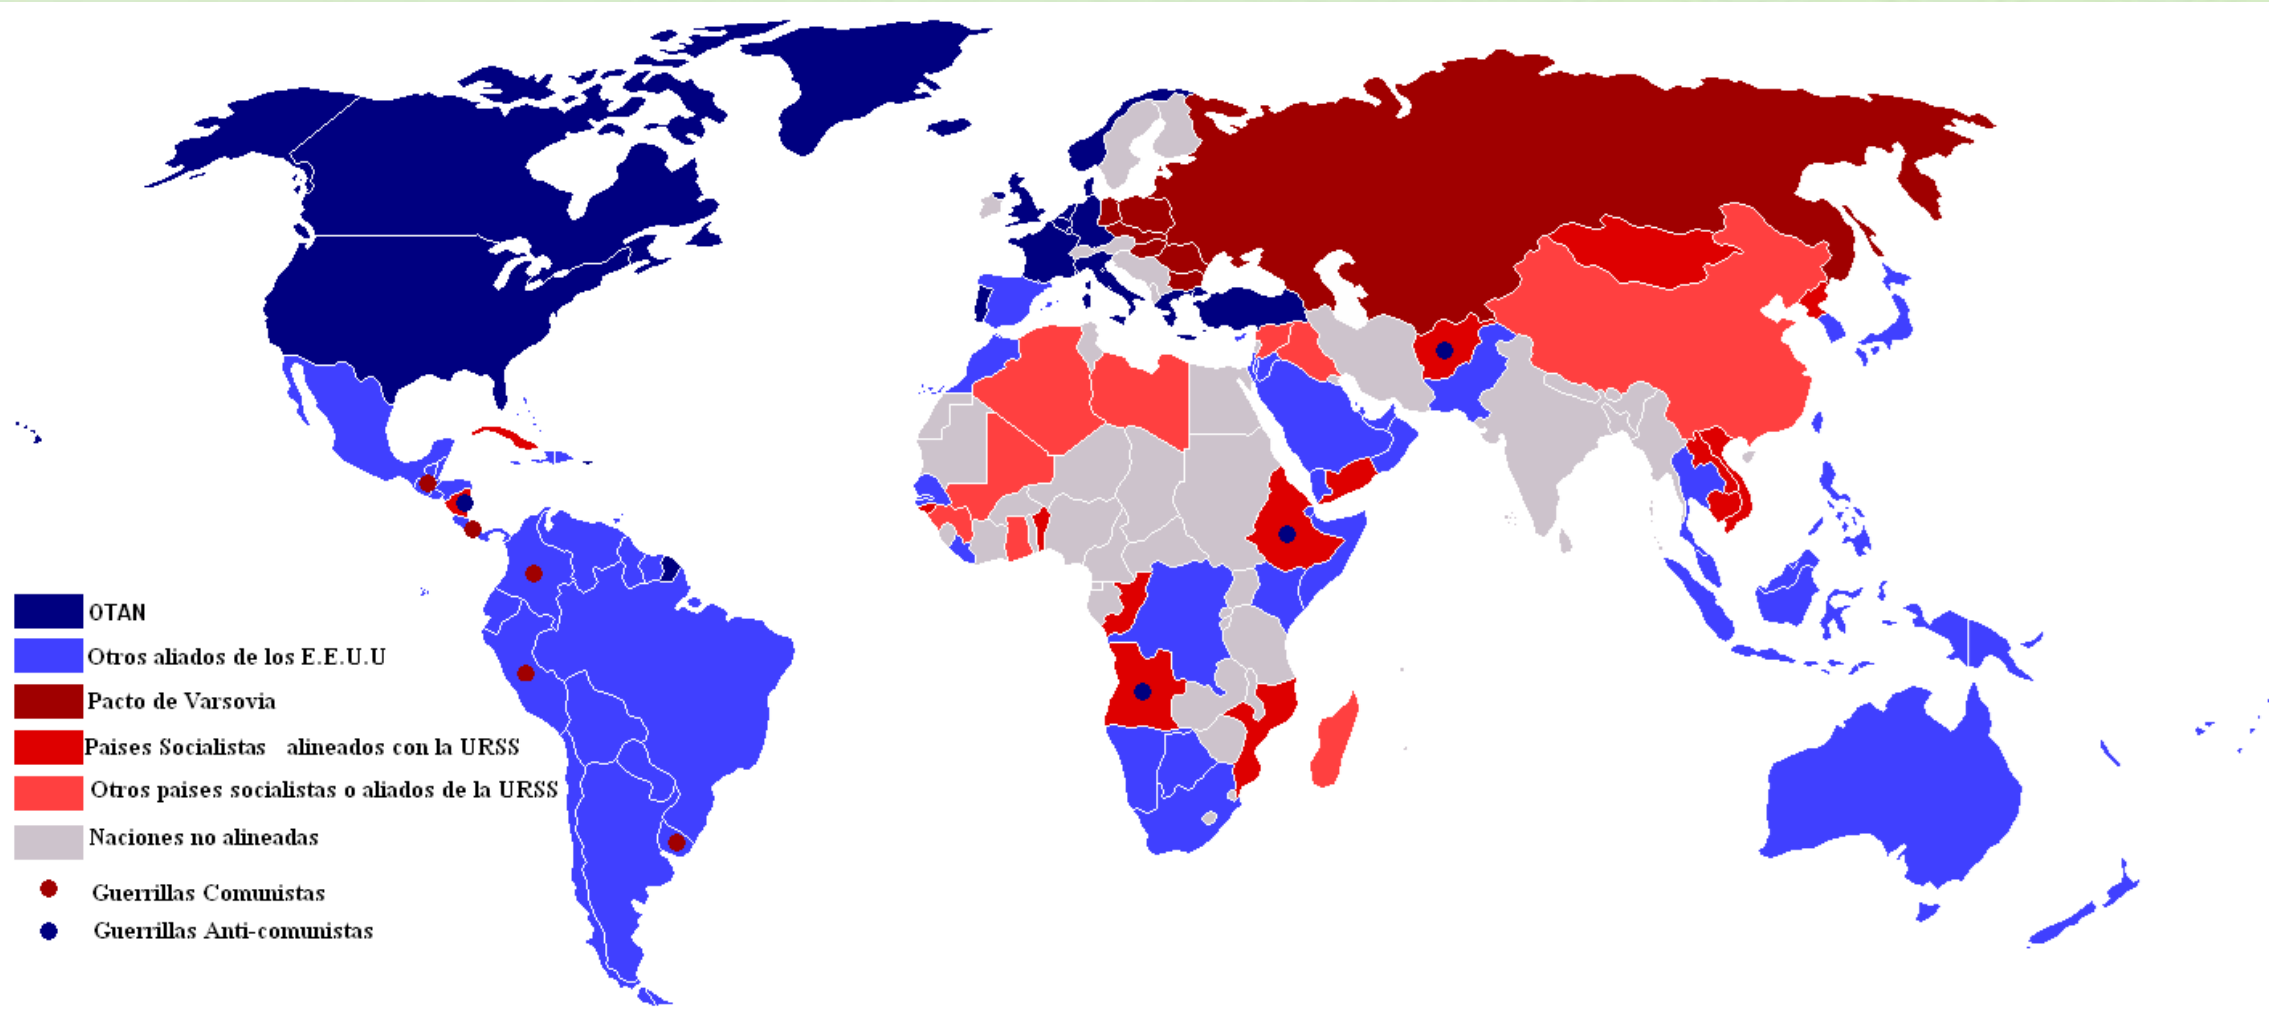 OTAN
Otros aliados de los E.E.U.U
Pacto de Varsovia
Paises Socialistas alineados con la URSS
Otros paises socialistas o aliados de la URSS
Naciones no alineadas
Guerrillas Comunistas
Guerrillas Anti-comunistas